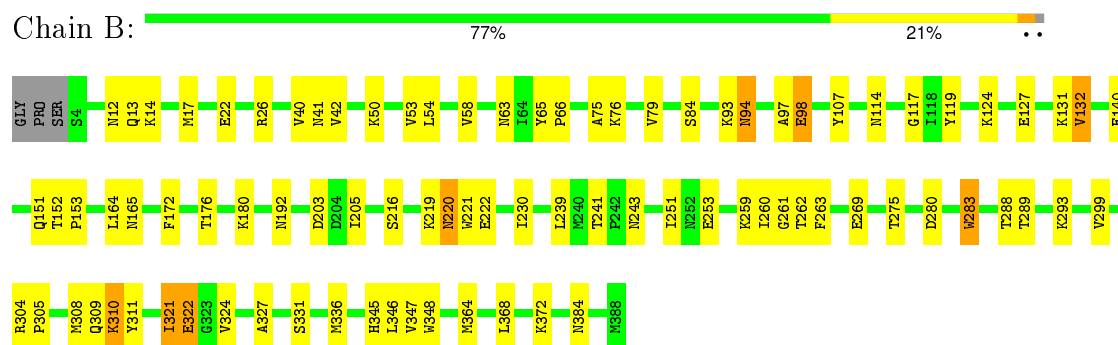 Chain B:
77% 21% • •
GLY PRO SER S4 N12 Q13 K14 M17 E22 R26 V40 N41 V42 K50 V53 L54 V58 N63 I64 Y65 P66 A75 K76 V79 S84 K93 N94 A97 E98 Y107 N114 G117 I118 Y119 K124 E127 K131 V132
Q151 T152 P153 L164 N165 F172 T176 K180 N192 D203 D204 I205 S216 K219 N220 W221 E222 I230 L239 M240 T241 P242 N243 I251 N252 E253 K259 I260 G261 T262 F263 E269 T275 D280 W283 T288 T289 K293 V299
R304 P305 M308 Q309 K310 Y311 I321 E322 G323 V324 A327 S331 M336 H345 L346 V347 W348 M364 L368 K372 N384 M388